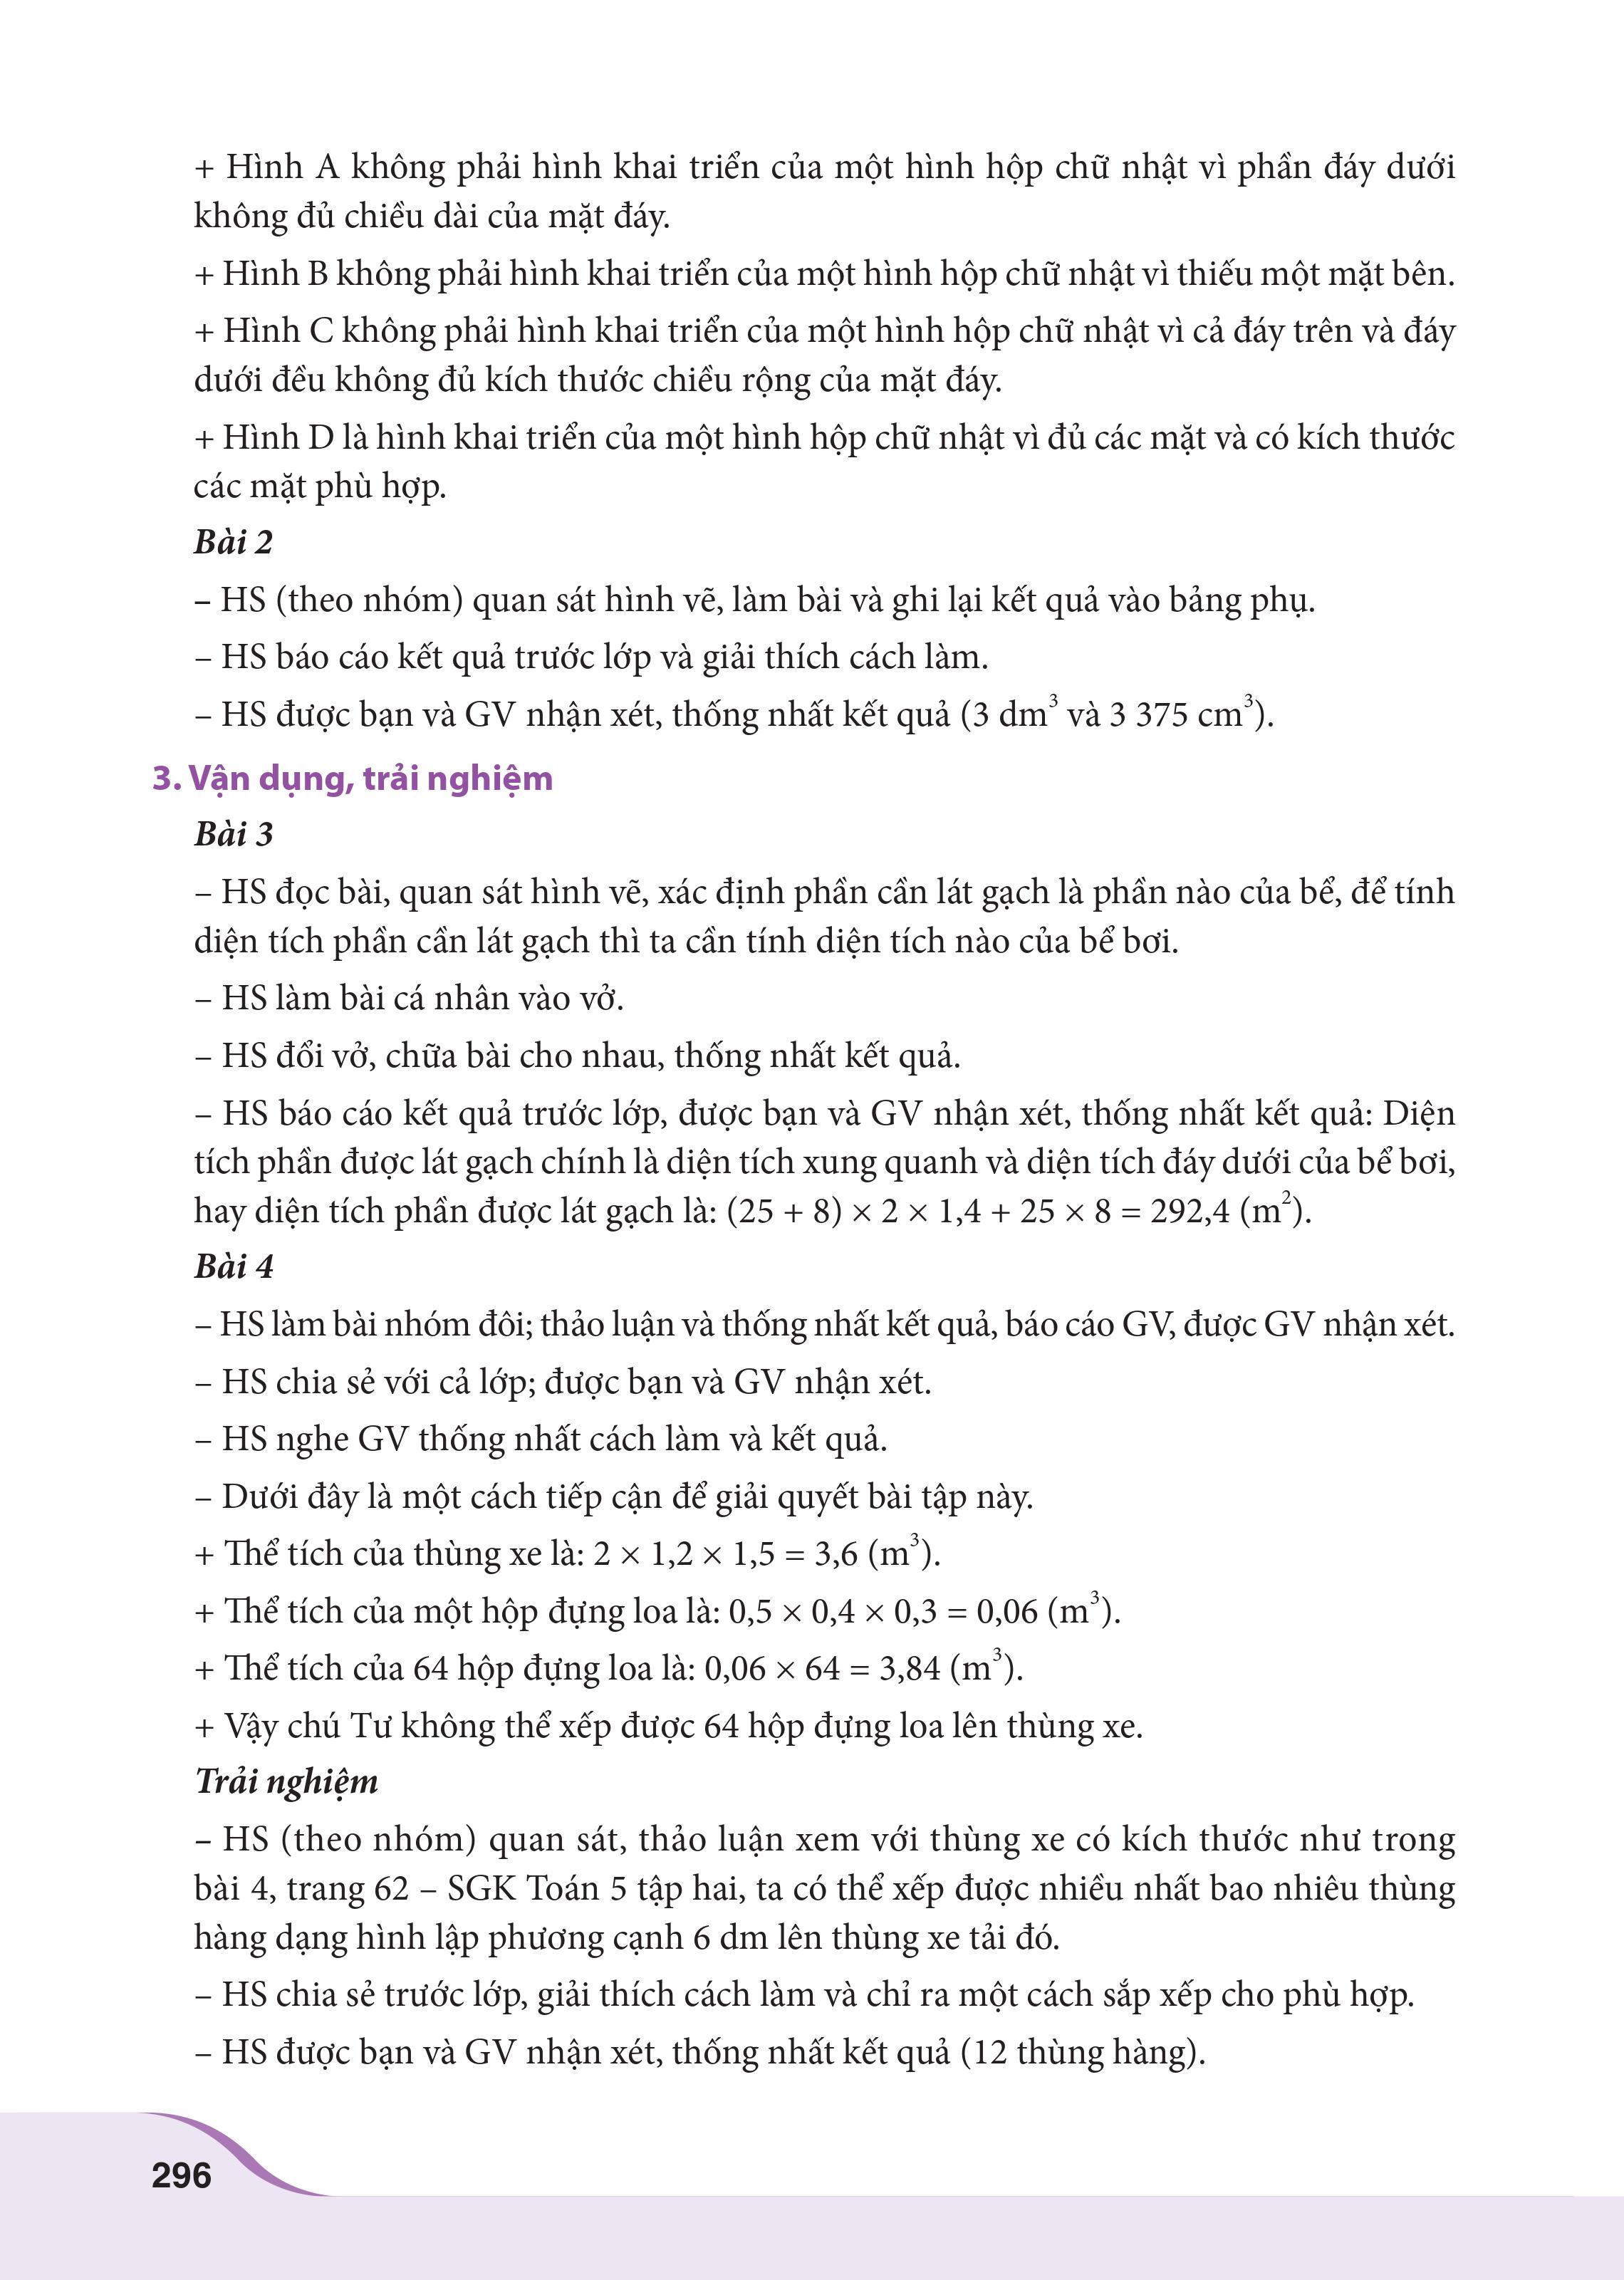 + Hình A không phải hình khai triển của một hình hộp chữ nhật vì phần đáy dưới
không đủ chiều dài của mặt đáy.
+ Hình B không phải hình khai triển của một hình hộp chữ nhật vì thiếu một mặt bên.
+ Hình C không phải hình khai triển của một hình hộp chữ nhật vì cả đáy trên và đáy
dưới đều không đủ kích thước chiều rộng của mặt đáy.
+ Hình D là hình khai triển của một hình hộp chữ nhật vì đủ các mặt và có kích thước
các mặt phù hợp.
Bài 2
– HS (theo nhóm) quan sát hình vẽ, làm bài và ghi lại kết quả vào bảng phụ.
– HS báo cáo kết quả trước lớp và giải thích cách làm.
– HS được bạn và GV nhận xét, thống nhất kết quả (3 dm³ và 3 375 cm³).
3. Vận dụng, trải nghiệm
Bài 3
– HS đọc bài, quan sát hình vẽ, xác định phần cần lát gạch là phần nào của bể, để tính
diện tích phần cần lát gạch thì ta cần tính diện tích nào của bể bơi.
– HS làm bài cá nhân vào vở.
– HS đổi vở, chữa bài cho nhau, thống nhất kết quả.
– HS báo cáo kết quả trước lớp, được bạn và GV nhận xét, thống nhất kết quả: Diện
tích phần được lát gạch chính là diện tích xung quanh và diện tích đáy dưới của bể bơi,
hay diện tích phần được lát gạch là: (25 + 8) × 2 × 1,4 + 25 × 8 = 292,4 (m²).
Bài 4
– HS làm bài nhóm đôi; thảo luận và thống nhất kết quả, báo cáo GV, được GV nhận xét.
– HS chia sẻ với cả lớp; được bạn và GV nhận xét.
– HS nghe GV thống nhất cách làm và kết quả.
– Dưới đây là một cách tiếp cận để giải quyết bài tập này.
+ Thể tích của thùng xe là: 2 × 1,2 × 1,5 = 3,6 (m³).
+ Thể tích của một hộp đựng loa là: 0,5 × 0,4 × 0,3 = 0,06 (m³).
+ Thể tích của 64 hộp đựng loa là: 0,06 × 64 = 3,84 (m³).
+ Vậy chú Tư không thể xếp được 64 hộp đựng loa lên thùng xe.
Trải nghiệm
– HS (theo nhóm) quan sát, thảo luận xem với thùng xe có kích thước như trong
bài 4, trang 62 – SGK Toán 5 tập hai, ta có thể xếp được nhiều nhất bao nhiêu thùng
hàng dạng hình lập phương cạnh 6 dm lên thùng xe tải đó.
– HS chia sẻ trước lớp, giải thích cách làm và chỉ ra một cách sắp xếp cho phù hợp.
– HS được bạn và GV nhận xét, thống nhất kết quả (12 thùng hàng).
296